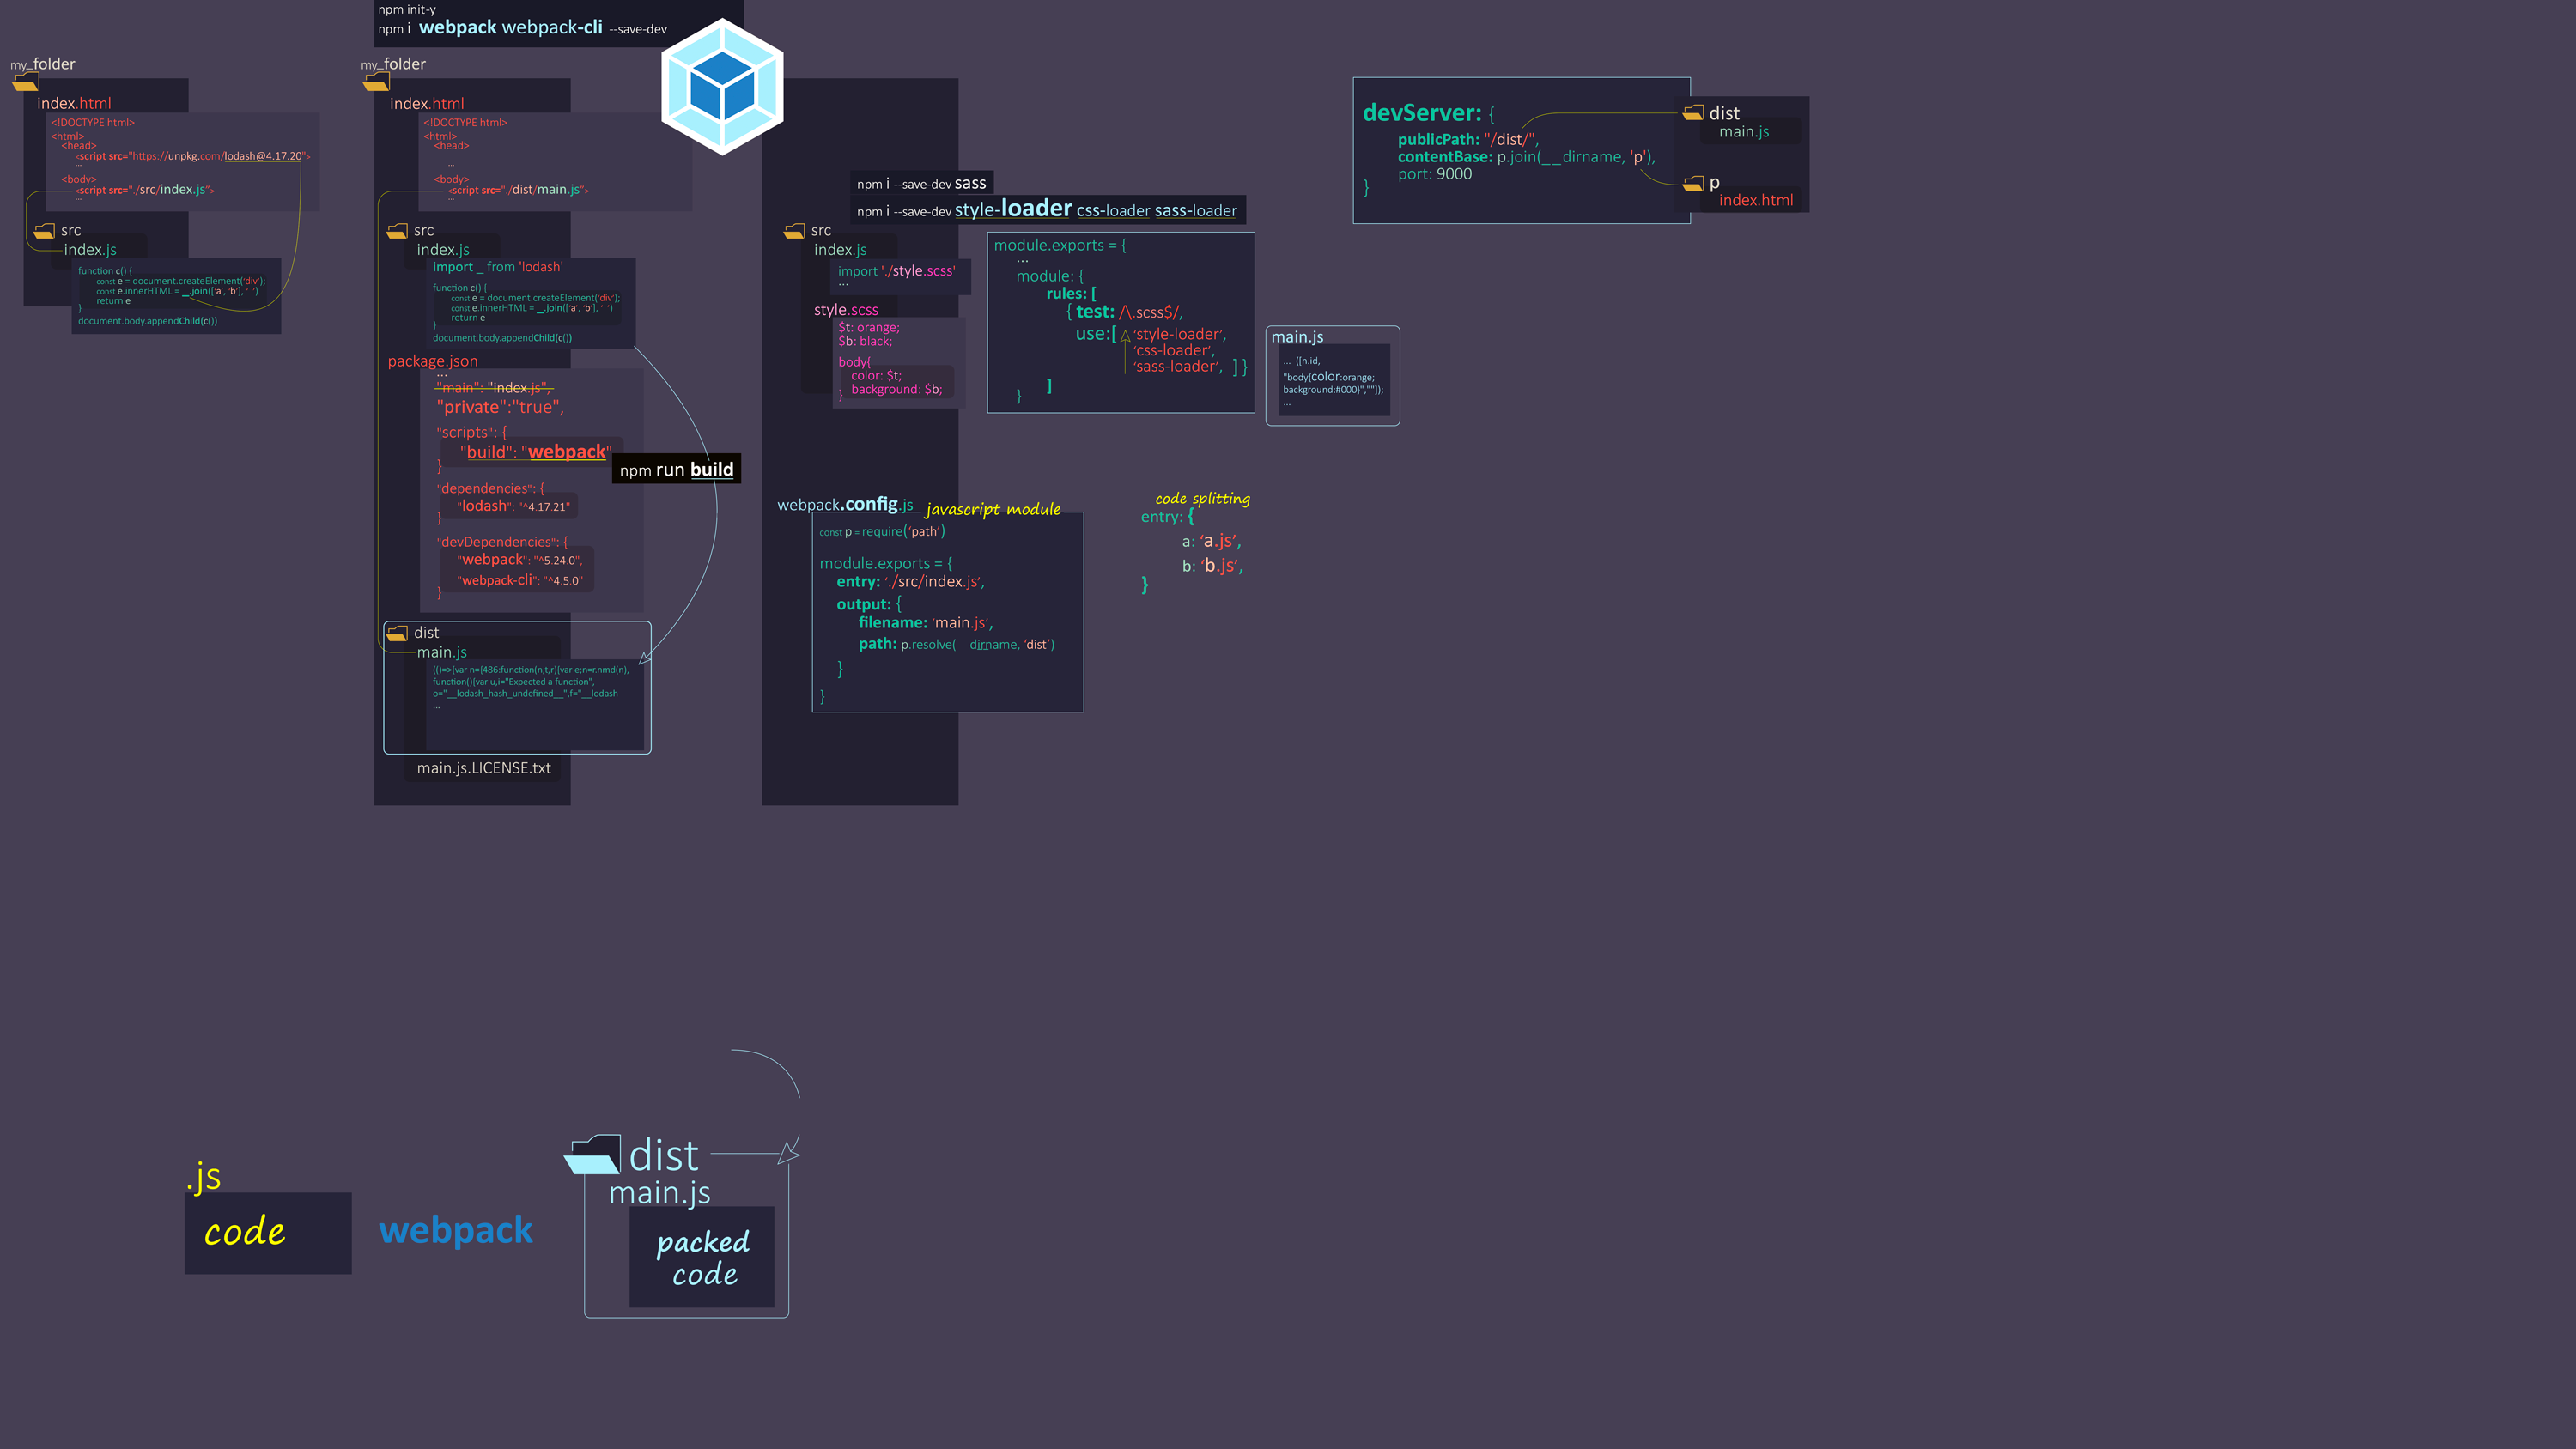 npm init-y
npm i webpack webpack-cli --save-dev
my_folder
index.html
<!DOCTYPE html>
<html>
<head>
<script src="https://unpkg.com/lodash@4.17.20">
...
<body>
<script src="./src/index.js">
...
src
index.js
function c() {
const e = document.createElement('div');
const e.innerHTML = _.join(['a', 'b'], ' ')
return e
}
document.body.appendChild(c())
my_folder
index.html
<!DOCTYPE html>
<html>
<head>
...
<body>
<script src="./dist/main.js">
...
src
index.js
import _ from 'lodash'
function c() {
const e = document.createElement('div');
const e.innerHTML = _.join(['a', 'b'], ' ')
return e
}
document.body.appendChild(c())
package.json
...
"main": "index.js",
"private":"true",
"scripts": {
"build": "webpack"
}
"dependencies": {
"lodash": "^4.17.21"
}
"devDependencies": {
"webpack": "^5.24.0",
"webpack-cli": "^4.5.0"
}
npm run build
dist
main.js
(()=>{var n={486:function(n,t,r){var e;n=r.nmd(n),
function(){var u,i="Expected a function",
o="__lodash_hash_undefined__",f="__lodash
...
main.js.LICENSE.txt
npm i --save-dev sass
npm i --save-dev style-loader css-loader sass-loader
src
index.js
import './style.scss'
...
style.scss
$t: orange;
$b: black;
body{
color: $t;
background: $b;
}
module.exports = {
...
module: {
rules: [
{ test: /\.scss$/,
use:[ 'style-loader',
'css-loader',
'sass-loader', ] }
]
}
main.js
... ([n.id,
"body{color:orange;
background:#000}",""]);
...
webpack.config.js
javascript module
const p = require('path')
module.exports = {
entry: './src/index.js',
output: {
filename: 'main.js',
path: p.resolve(__dirname, 'dist')
}
}
code splitting
entry: {
a: 'a.js',
b: 'b.js',
}
devServer: {
publicPath: "/dist/",
contentBase: p.join(__dirname, 'p'),
port: 9000
}
dist
main.js
p
index.html
.js
code
webpack
dist
main.js
packed
code